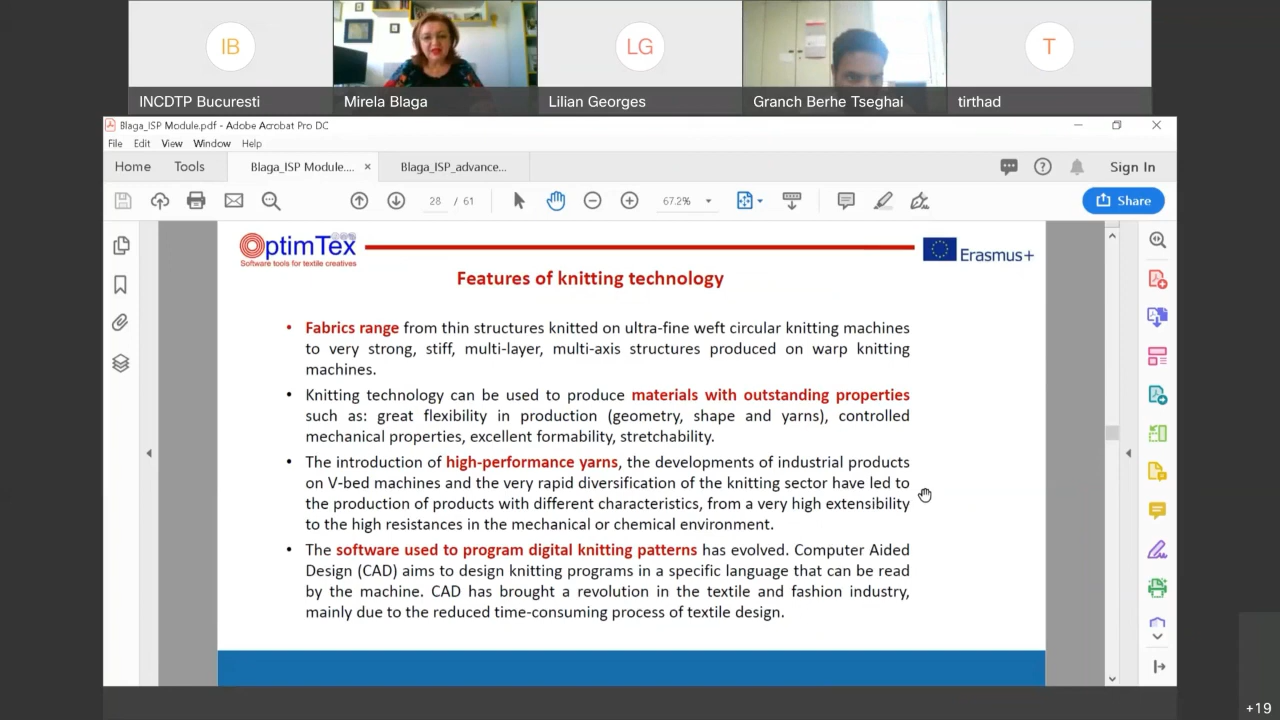 IB
LG
T
INCDTP Bucuresti
Mirela Blaga
Lilian Georges
Granch Berhe Tseghai
tirthad
Blaga_ISP Module.pdf - Adobe Acrobat Pro DC
File Edit View Window Help
Home Tools Blaga_ISP Module.... × Blaga_ISP_advance... Sign In
28 / 61 67.2% Share
OptimTex
Software tools for textile creatives
Erasmus+
Features of knitting technology
• Fabrics range from thin structures knitted on ultra-fine weft circular knitting machines
to very strong, stiff, multi-layer, multi-axis structures produced on warp knitting
machines.
• Knitting technology can be used to produce materials with outstanding properties
such as: great flexibility in production (geometry, shape and yarns), controlled
mechanical properties, excellent formability, stretchability.
• The introduction of high-performance yarns, the developments of industrial products
on V-bed machines and the very rapid diversification of the knitting sector have led to
the production of products with different characteristics, from a very high extensibility
to the high resistances in the mechanical or chemical environment.
• The software used to program digital knitting patterns has evolved. Computer Aided
Design (CAD) aims to design knitting programs in a specific language that can be read
by the machine. CAD has brought a revolution in the textile and fashion industry,
mainly due to the reduced time-consuming process of textile design.
+19